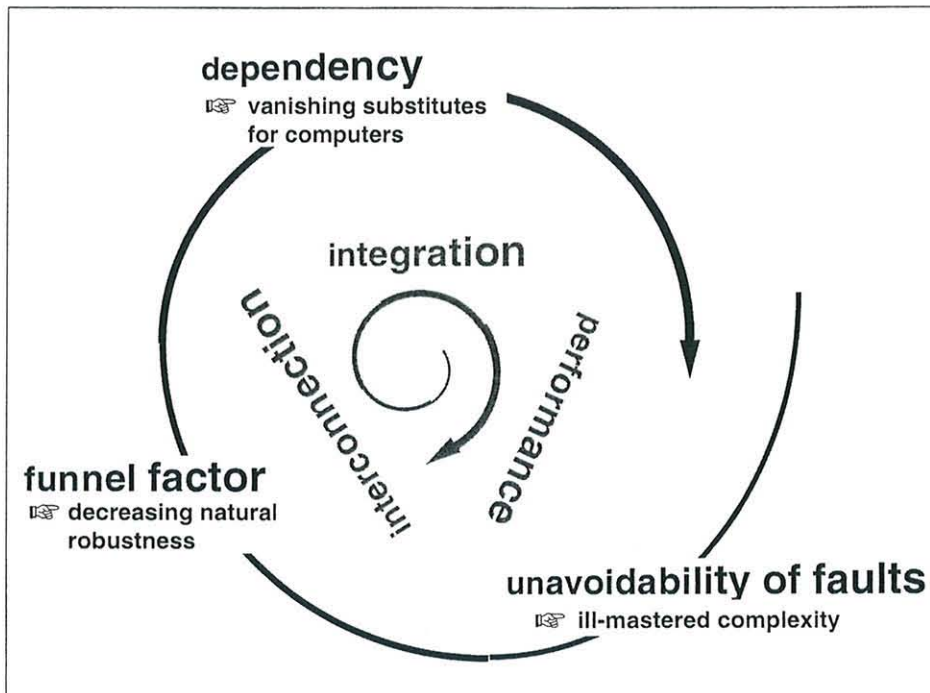 dependency
☞ vanishing substitutes
for computers
integration
interconnection
performance
funnel factor
☞ decreasing natural
robustness
unavoidability of faults
☞ ill-mastered complexity